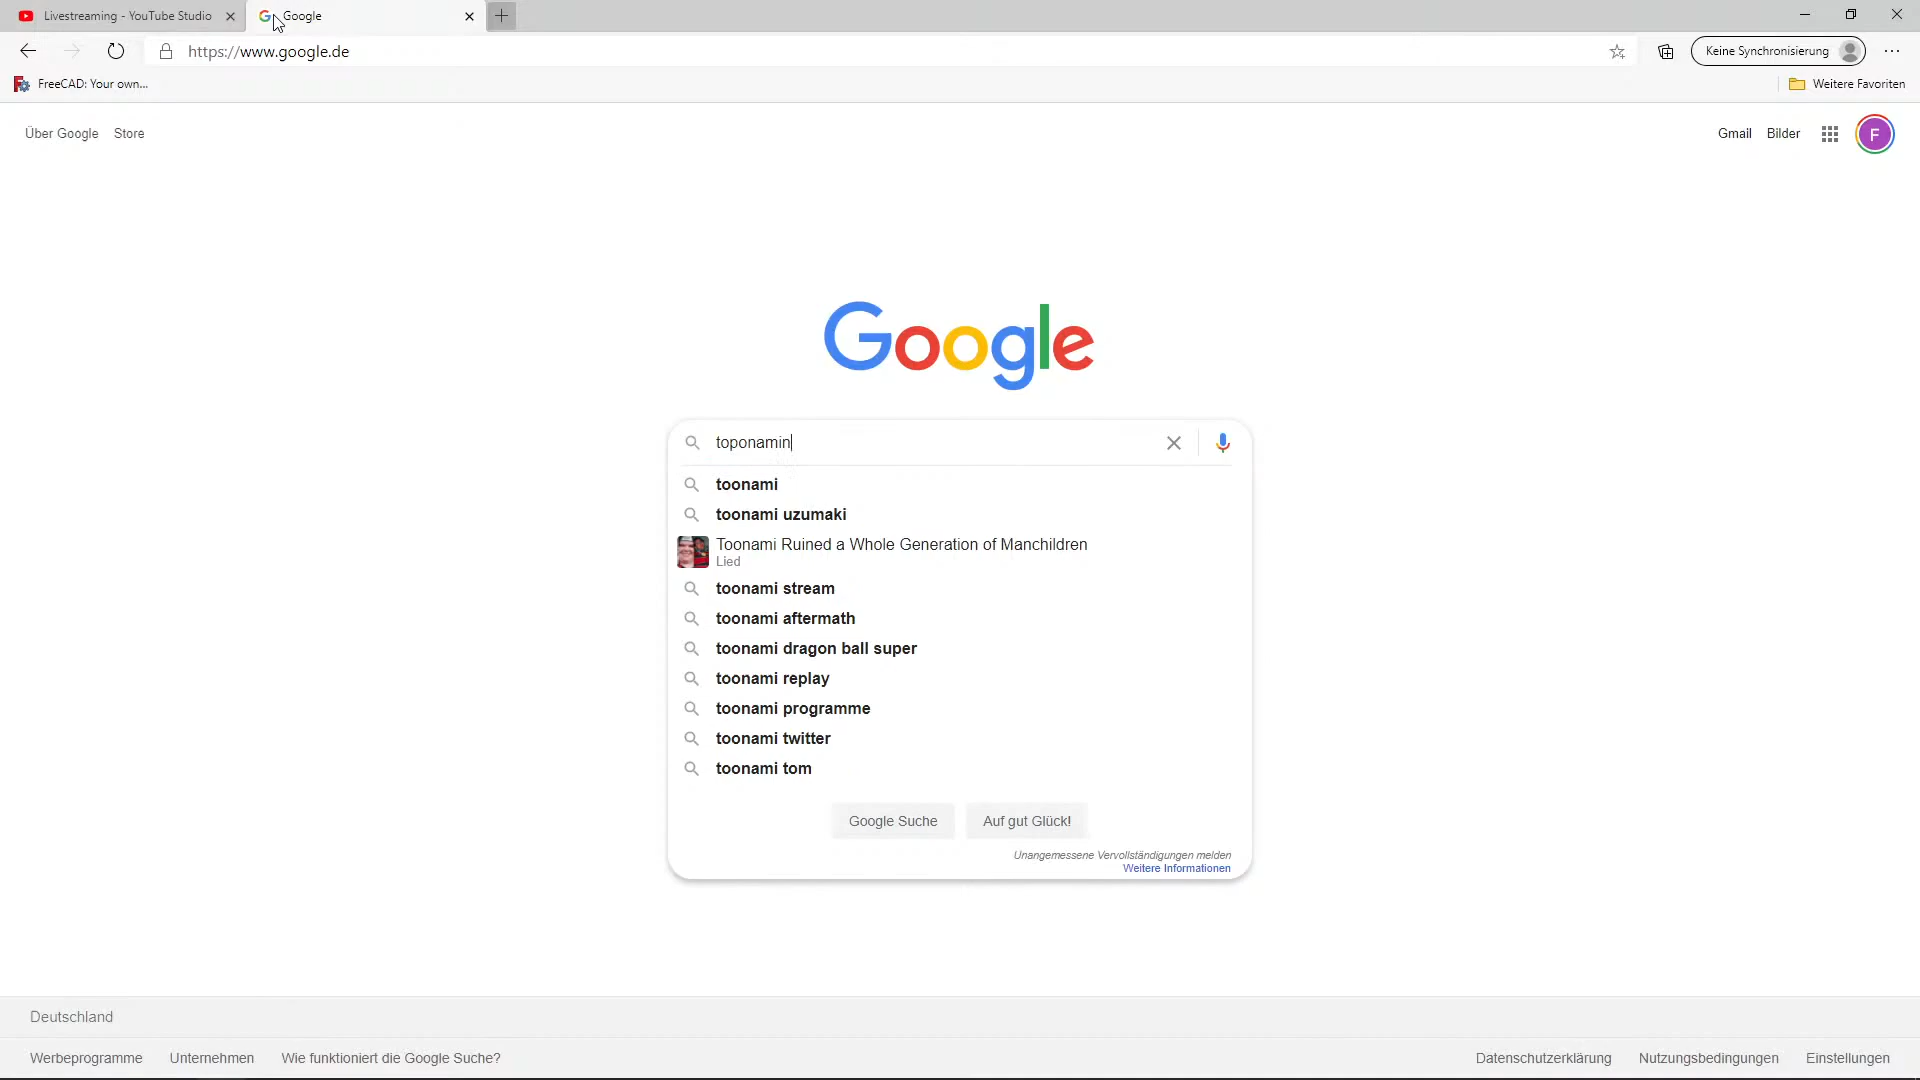 Livestreaming - YouTube Studio
Google
https://www.google.de
Keine Synchronisierung
FreeCAD: Your own...
Weitere Favoriten
Über Google Store
Gmail Bilder
F
Google
toponamin
toonami
toonami uzumaki
Toonami Ruined a Whole Generation of Manchildren
Lied
toonami stream
toonami aftermath
toonami dragon ball super
toonami replay
toonami programme
toonami twitter
toonami tom
Google Suche
Auf gut Glück!
Unangemessene Vervollständigungen melden
Weitere Informationen
Deutschland
Werbeprogramme Unternehmen Wie funktioniert die Google Suche?
Datenschutzerklärung Nutzungsbedingungen Einstellungen